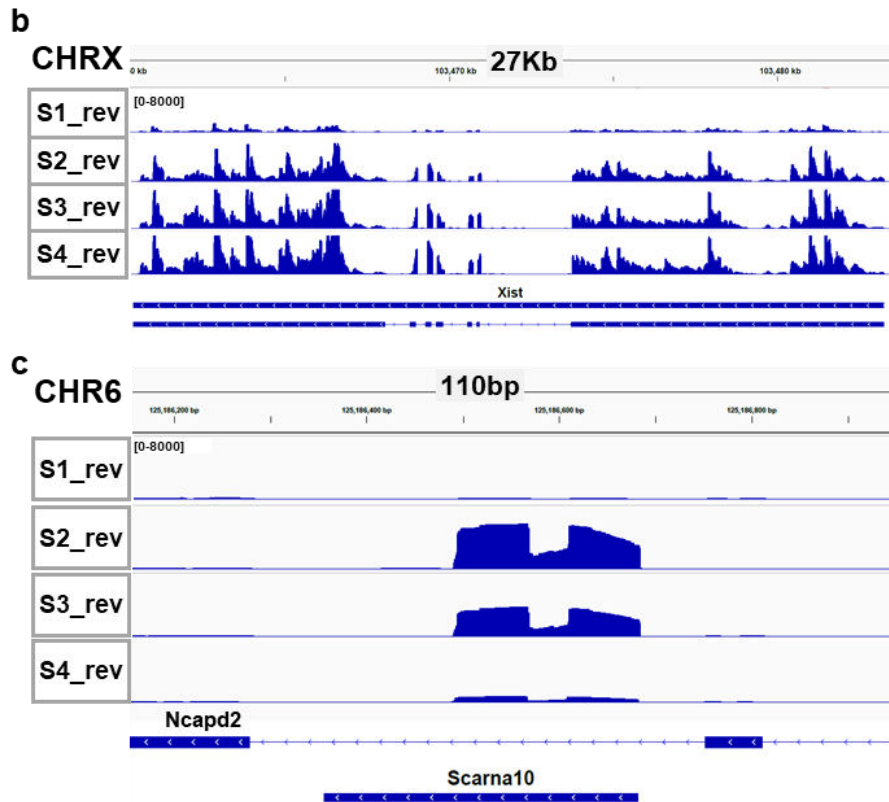 b
CHRX
27Kb
0 kb
103,470 kb
103,480 kb
[0-8000]
S1_rev
S2_rev
S3_rev
S4_rev
Xist
c
CHR6
110bp
125,186,200 bp
125,186,400 bp
125,186,600 bp
125,186,800 bp
[0-8000]
S1_rev
S2_rev
S3_rev
S4_rev
Ncapd2
Scarna10